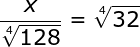 x / ∜128 = ∜32